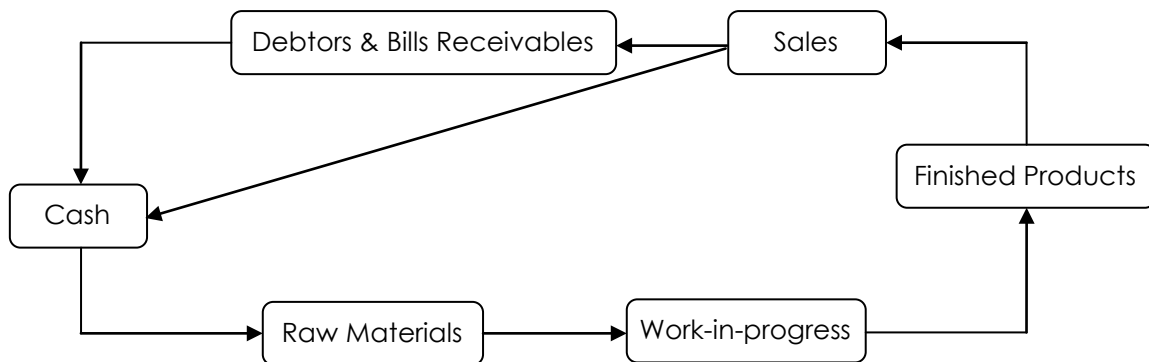 Debtors & Bills Receivables
Sales
Finished Products
Cash
Raw Materials
Work-in-progress